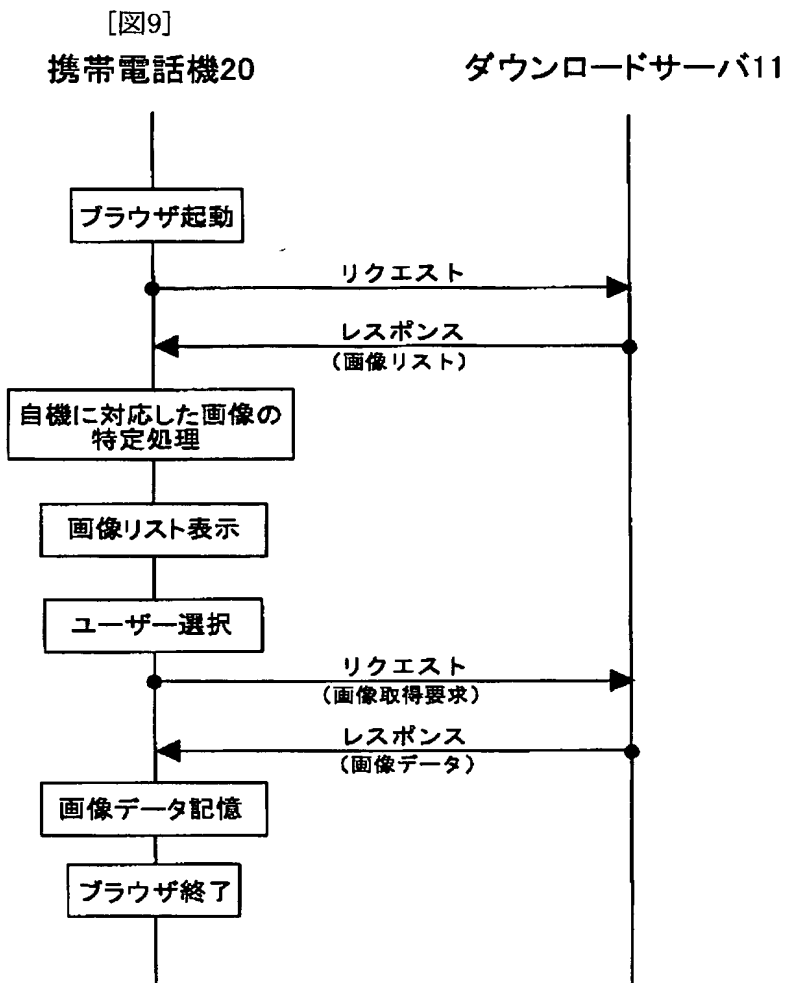 [図9]
携帯電話機20
ダウンロードサーバ11
ブラウザ起動
リクエスト
レスポンス
(画像リスト)
自機に対応した画像の
特定処理
画像リスト表示
ユーザー選択
リクエスト
(画像取得要求)
レスポンス
(画像データ)
画像データ記憶
ブラウザ終了